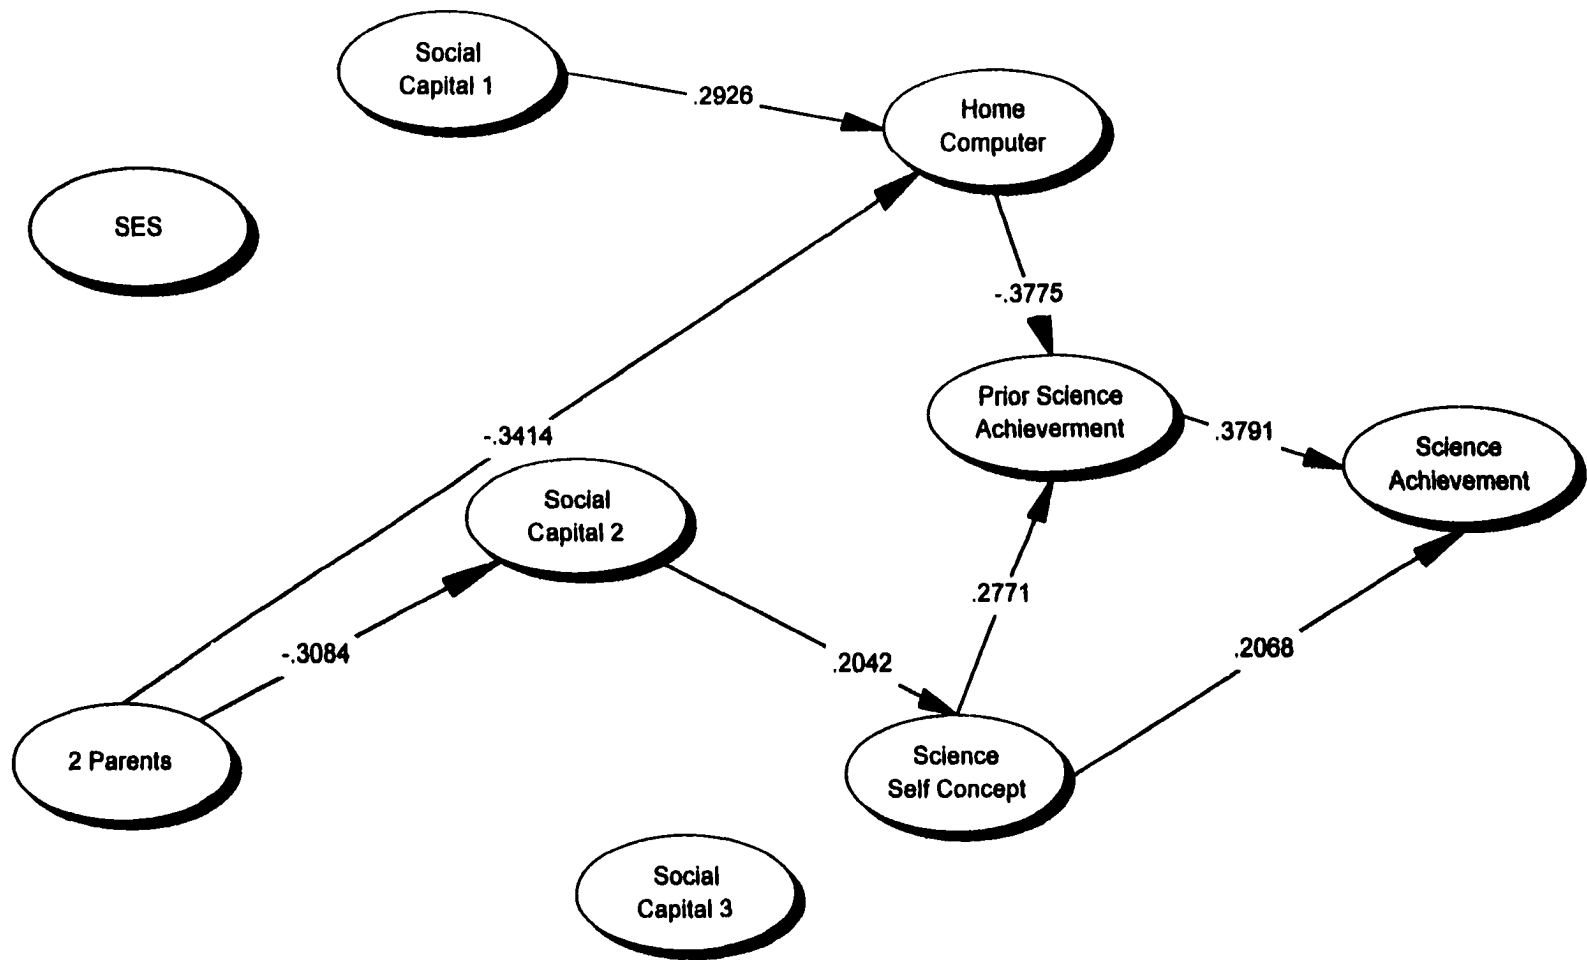 Social
Capital 1
.2926
Home
Computer
SES
-.3775
Prior Science
Achieverment
.3791
Science
Achievement
-.3414
Social
Capital 2
.2771
-.3084
.2042
.2068
2 Parents
Science
Self Concept
Social
Capital 3